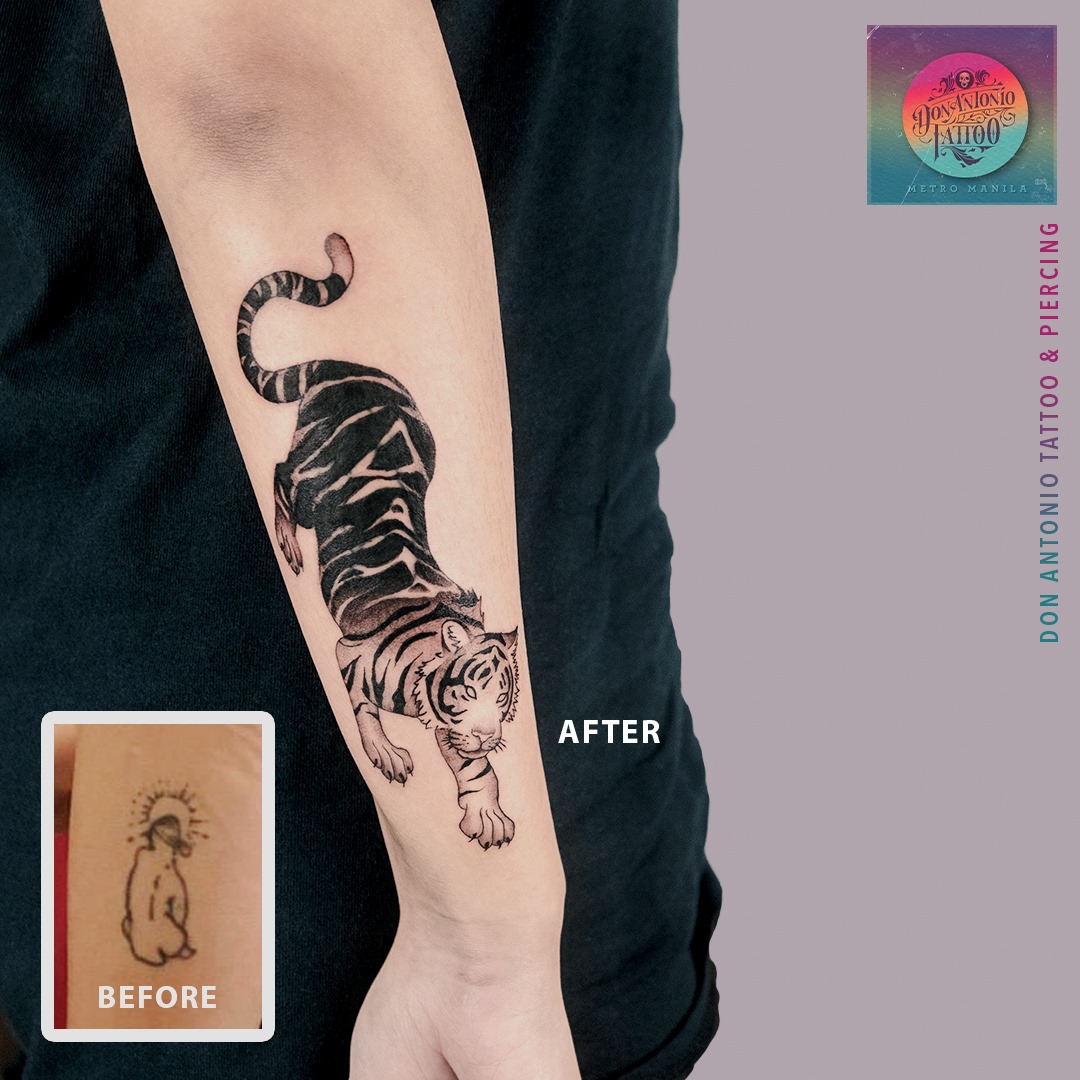 DON ANTONIO
TATTOO
METRO MANILA
DON ANTONIO TATTOO & PIERCING
AFTER
BEFORE